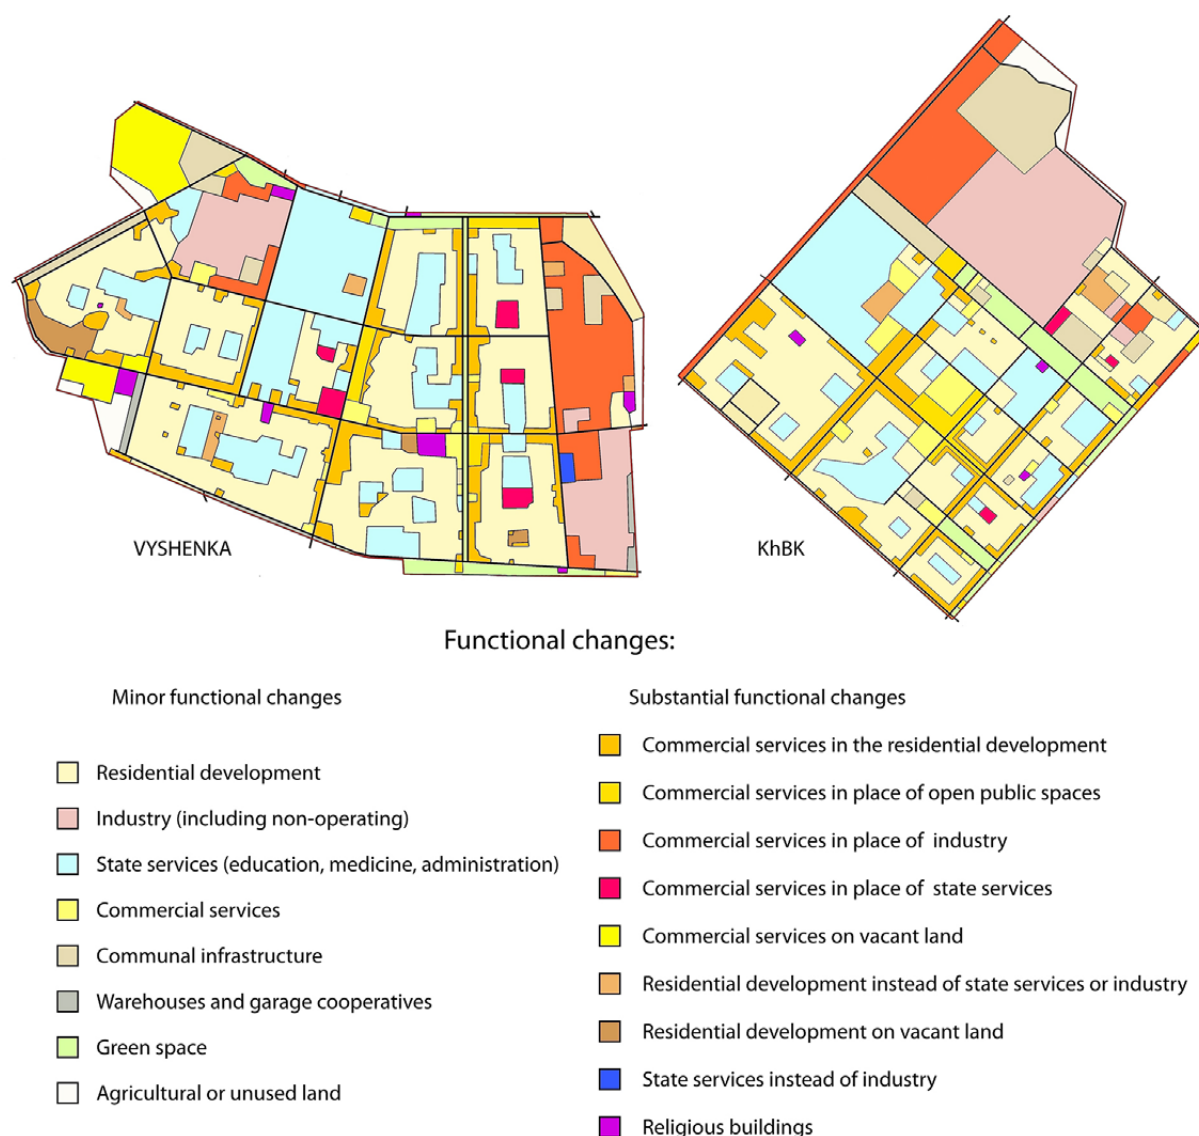 VYSHENKA
KhBK
Functional changes:
Minor functional changes
Residential development
Industry (including non-operating)
State services (education, medicine, administration)
Commercial services
Communal infrastructure
Warehouses and garage cooperatives
Green space
Agricultural or unused land
Substantial functional changes
Commercial services in the residential development
Commercial services in place of open public spaces
Commercial services in place of industry
Commercial services in place of state services
Commercial services on vacant land
Residential development instead of state services or industry
Residential development on vacant land
State services instead of industry
Religious buildings